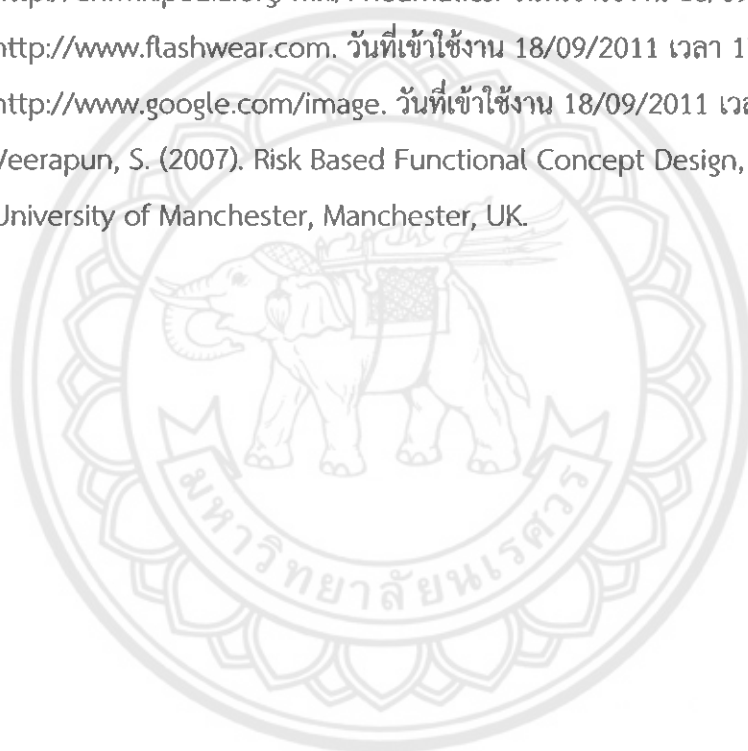 http://www.flashwear.com. วันที่เข้าใช้งาน 18/09/2011 เวลา 1
http://www.google.com/image. วันที่เข้าใช้งาน 18/09/2011
Veerapun, S. (2007). Risk Based Functional Concept Design,
University of Manchester, Manchester, UK.
มหาวิทยาลัยนเรศวร